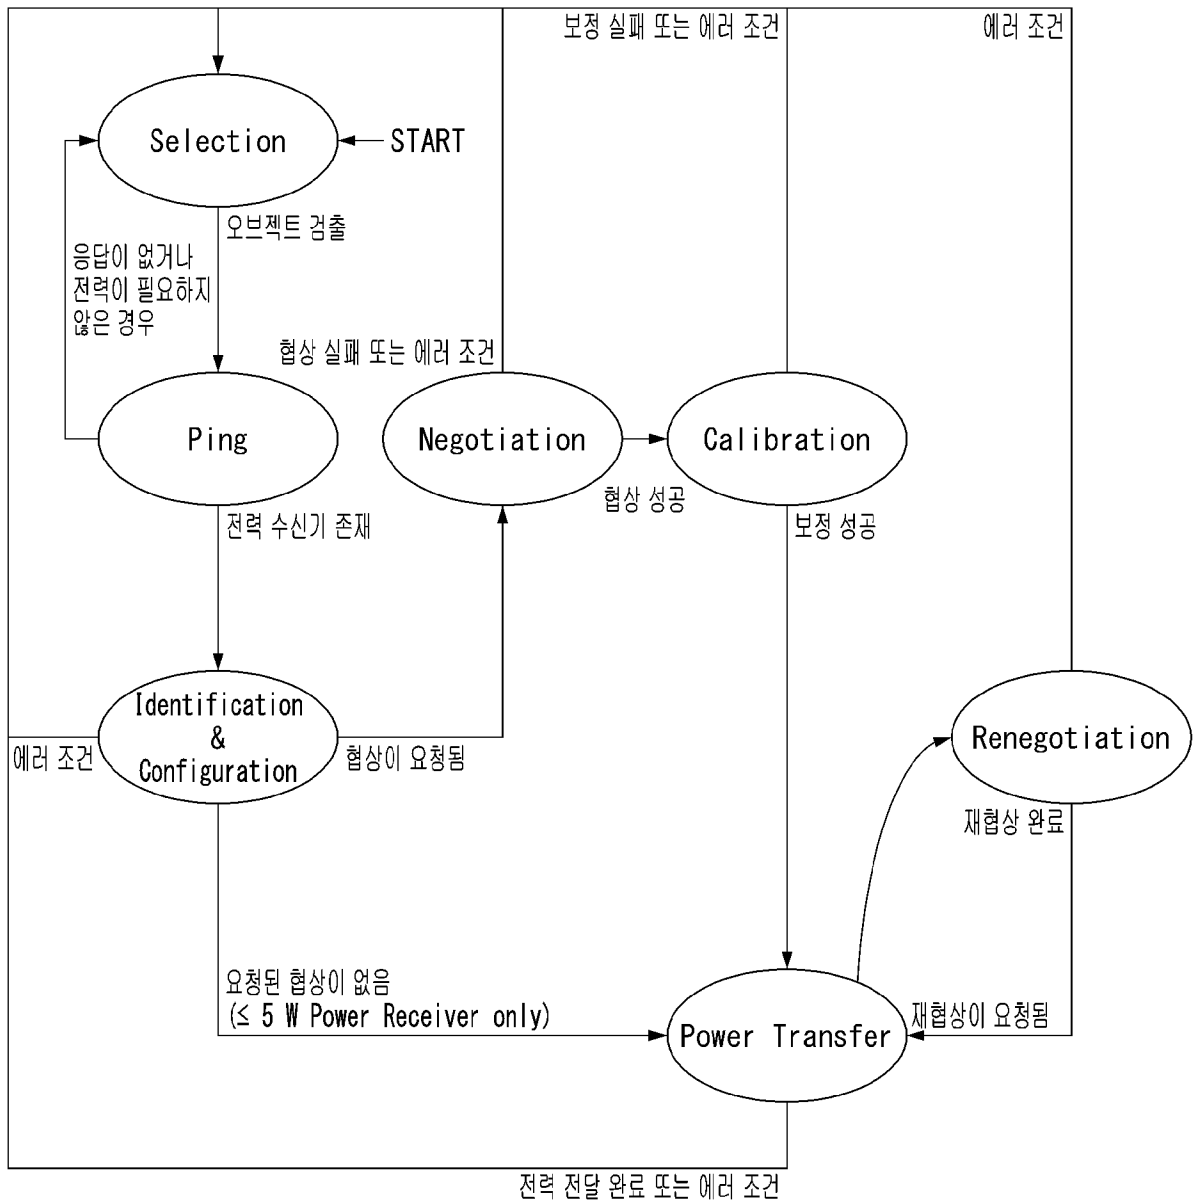 보정 실패 또는 에러 조건
에러 조건
Selection
START
오브젝트 검출
응답이 없거나
전력이 필요하지
않은 경우
협상 실패 또는 에러 조건
Ping
Negotiation
Calibration
협상 성공
전력 수신기 존재
보정 성공
Identification
&
Configuration
에러 조건
협상이 요청됨
Renegotiation
재협상 완료
요청된 협상이 없음
(≤ 5 W Power Receiver only)
Power Transfer
재협상이 요청됨
전력 전달 완료 또는 에러 조건